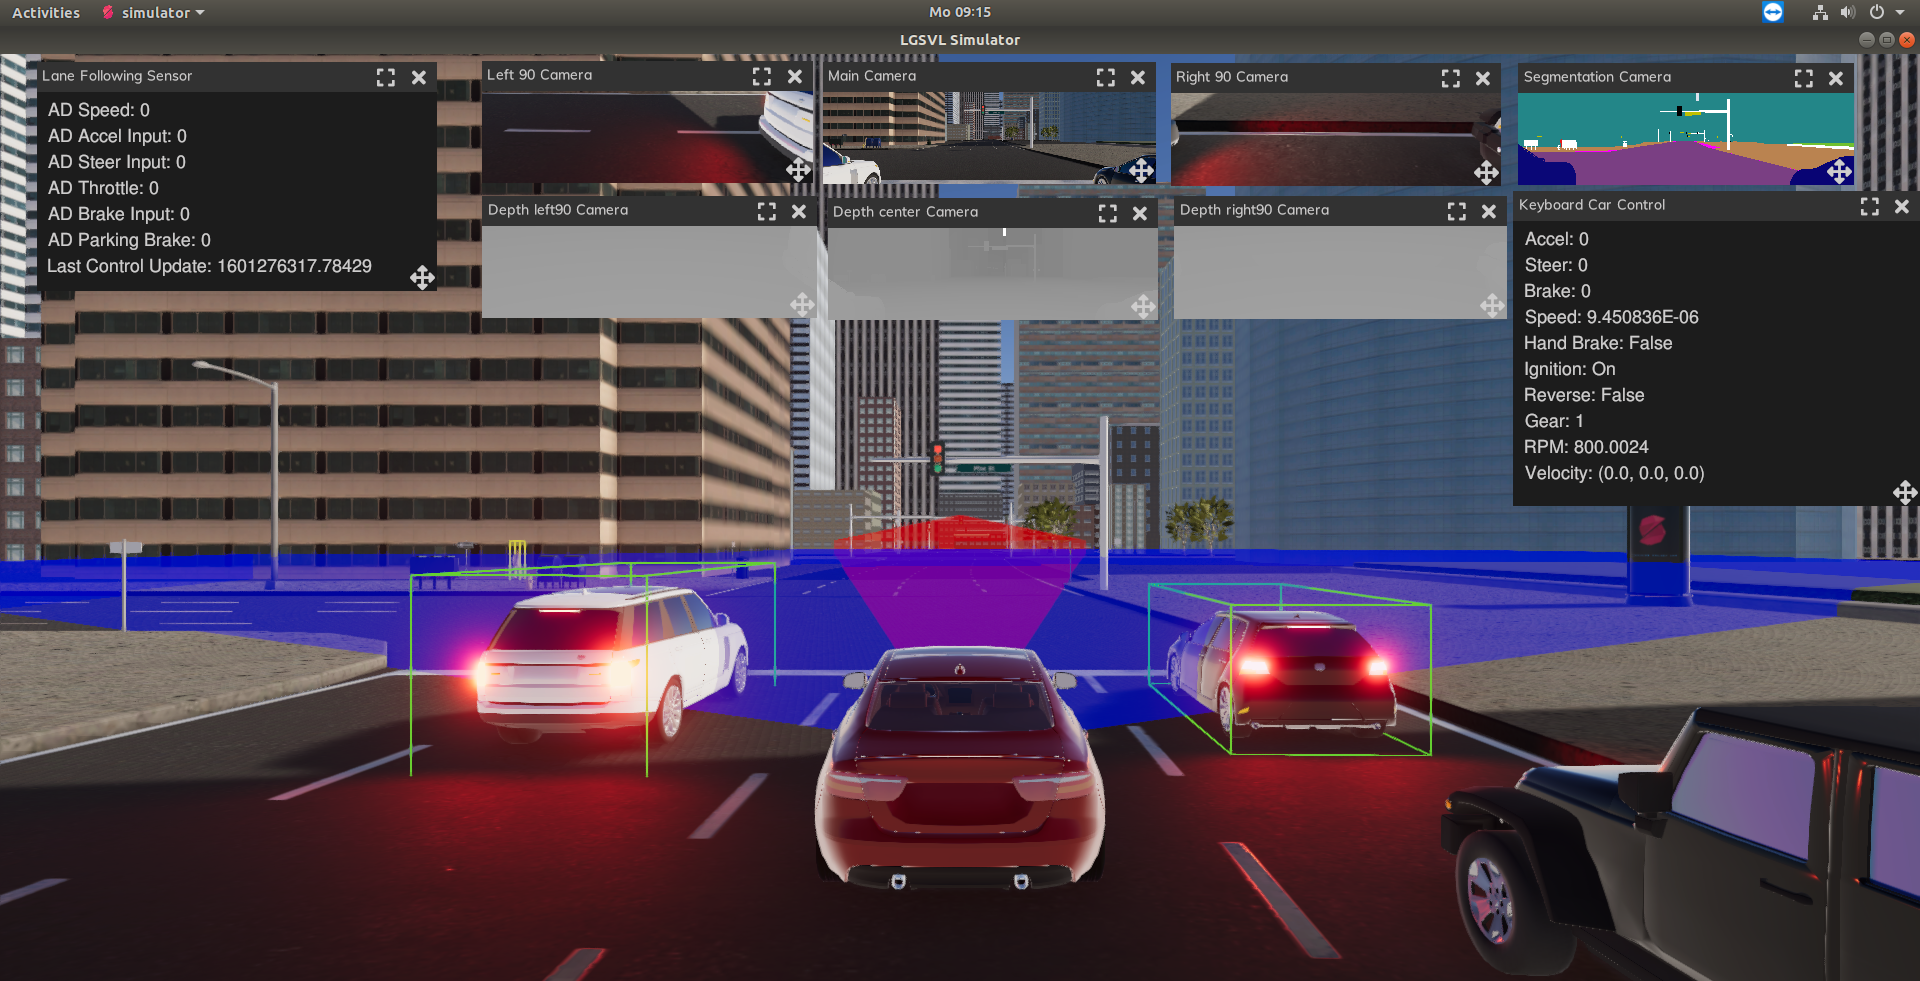 Activities
simulator
Mo 09:15
LGSVL Simulator
Lane Following Sensor
AD Speed: 0
AD Accel Input: 0
AD Steer Input: 0
AD Throttle: 0
AD Brake Input: 0
AD Parking Brake: 0
Last Control Update: 1601276317.78429
Left 90 Camera
Main Camera
Right 90 Camera
Segmentation Camera
Depth left90 Camera
Depth center Camera
Depth right90 Camera
Keyboard Car Control
Accel: 0
Steer: 0
Brake: 0
Speed: 9.450836E-06
Hand Brake: False
Ignition: On
Reverse: False
Gear: 1
RPM: 800.0024
Velocity: (0.0, 0.0, 0.0)